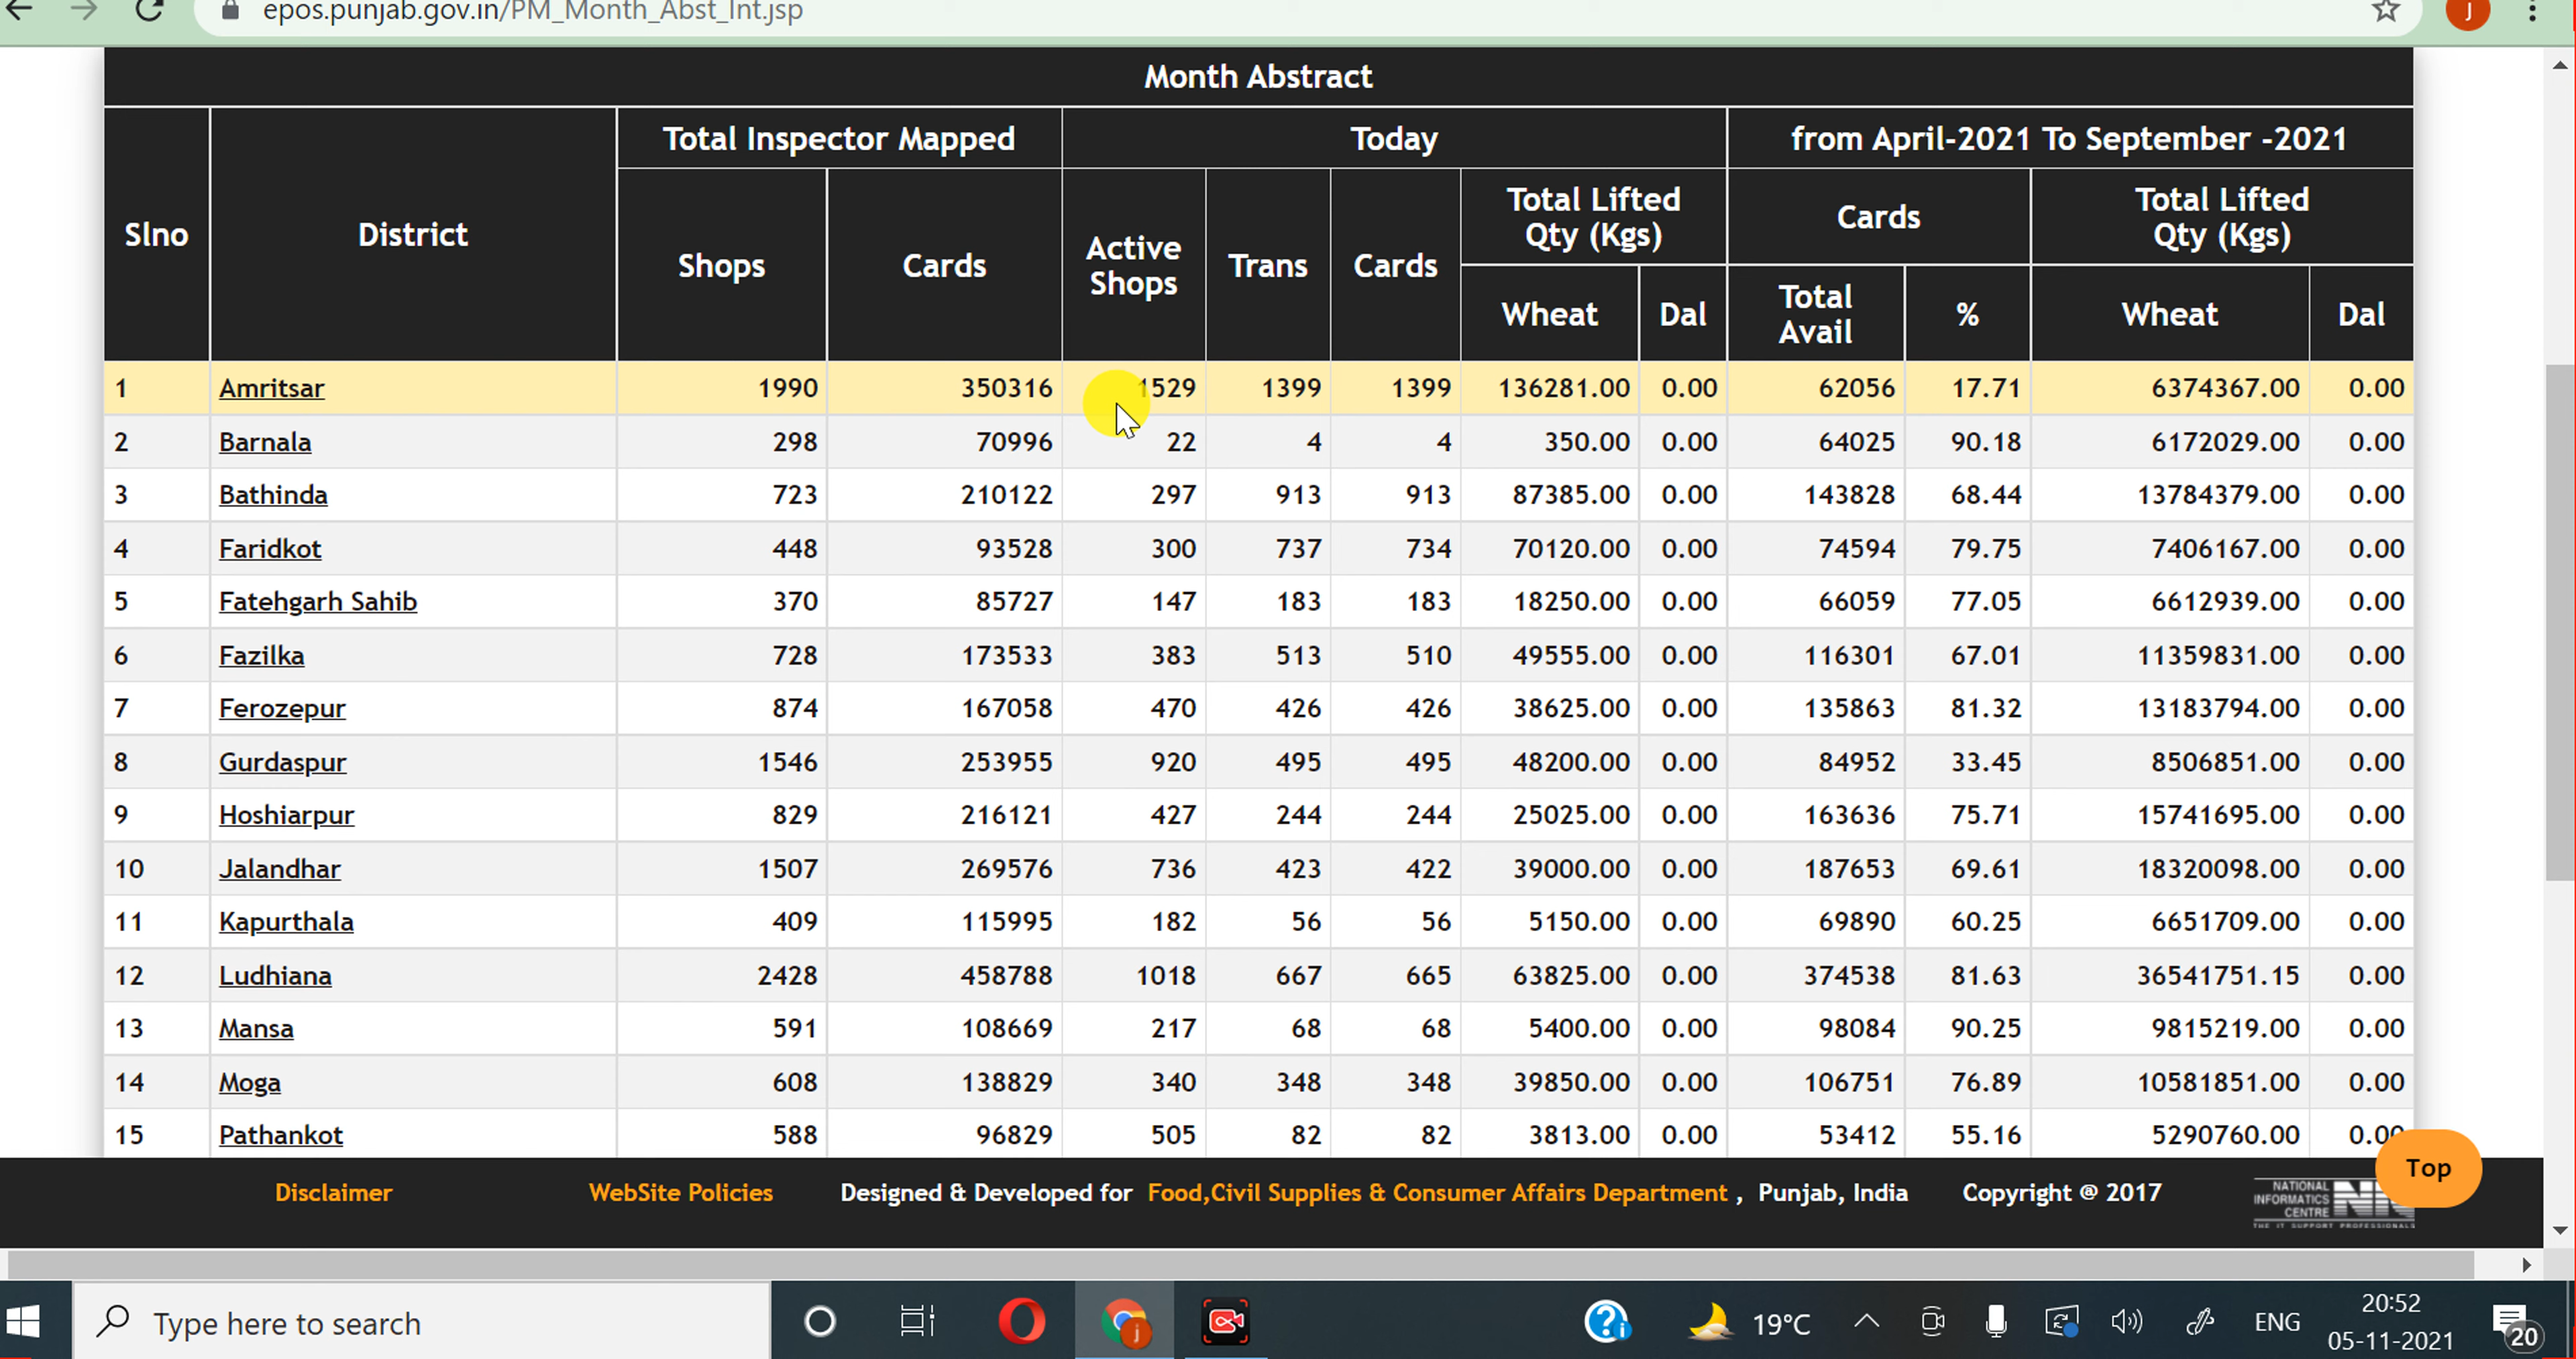 epos.punjab.gov.in/PM_Month_Abst_Int.jsp
J
Month Abstract
Slno District Total Inspector Mapped Today from April-2021 To September -2021
Shops Cards Active Shops Trans Cards Total Lifted Qty (Kgs) Cards Total Lifted Qty (Kgs)
Wheat Dal Total Avail % Wheat Dal
1 Amritsar 1990 350316 1529 1399 1399 136281.00 0.00 62056 17.71 6374367.00 0.00
2 Barnala 298 70996 22 4 4 350.00 0.00 64025 90.18 6172029.00 0.00
3 Bathinda 723 210122 297 913 913 87385.00 0.00 143828 68.44 13784379.00 0.00
4 Faridkot 448 93528 300 737 734 70120.00 0.00 74594 79.75 7406167.00 0.00
5 Fatehgarh Sahib 370 85727 147 183 183 18250.00 0.00 66059 77.05 6612939.00 0.00
6 Fazilka 728 173533 383 513 510 49555.00 0.00 116301 67.01 11359831.00 0.00
7 Ferozepur 874 167058 470 426 426 38625.00 0.00 135863 81.32 13183794.00 0.00
8 Gurdaspur 1546 253955 920 495 495 48200.00 0.00 84952 33.45 8506851.00 0.00
9 Hoshiarpur 829 216121 427 244 244 25025.00 0.00 163636 75.71 15741695.00 0.00
10 Jalandhar 1507 269576 736 423 422 39000.00 0.00 187653 69.61 18320098.00 0.00
11 Kapurthala 409 115995 182 56 56 5150.00 0.00 69890 60.25 6651709.00 0.00
12 Ludhiana 2428 458788 1018 667 665 63825.00 0.00 374538 81.63 36541751.15 0.00
13 Mansa 591 108669 217 68 68 5400.00 0.00 98084 90.25 9815219.00 0.00
14 Moga 608 138829 340 348 348 39850.00 0.00 106751 76.89 10581851.00 0.00
15 Pathankot 588 96829 505 82 82 3813.00 0.00 53412 55.16 5290760.00 0.00
Top
Disclaimer WebSite Policies Designed & Developed for Food,Civil Supplies & Consumer Affairs Department , Punjab, India Copyright @ 2017
NATIONAL
INFORMATICS
CENTRE
THE IT SUPPORT PROFESSIONALS
Type here to search
j
19°C ENG 20:52
05-11-2021
20